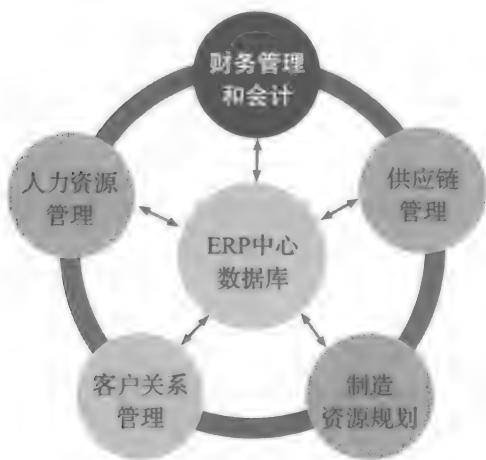 财务管理
和会计
人力资源
管理
供应链
管理
ERP中心
数据库
客户关系
管理
制造
资源规划